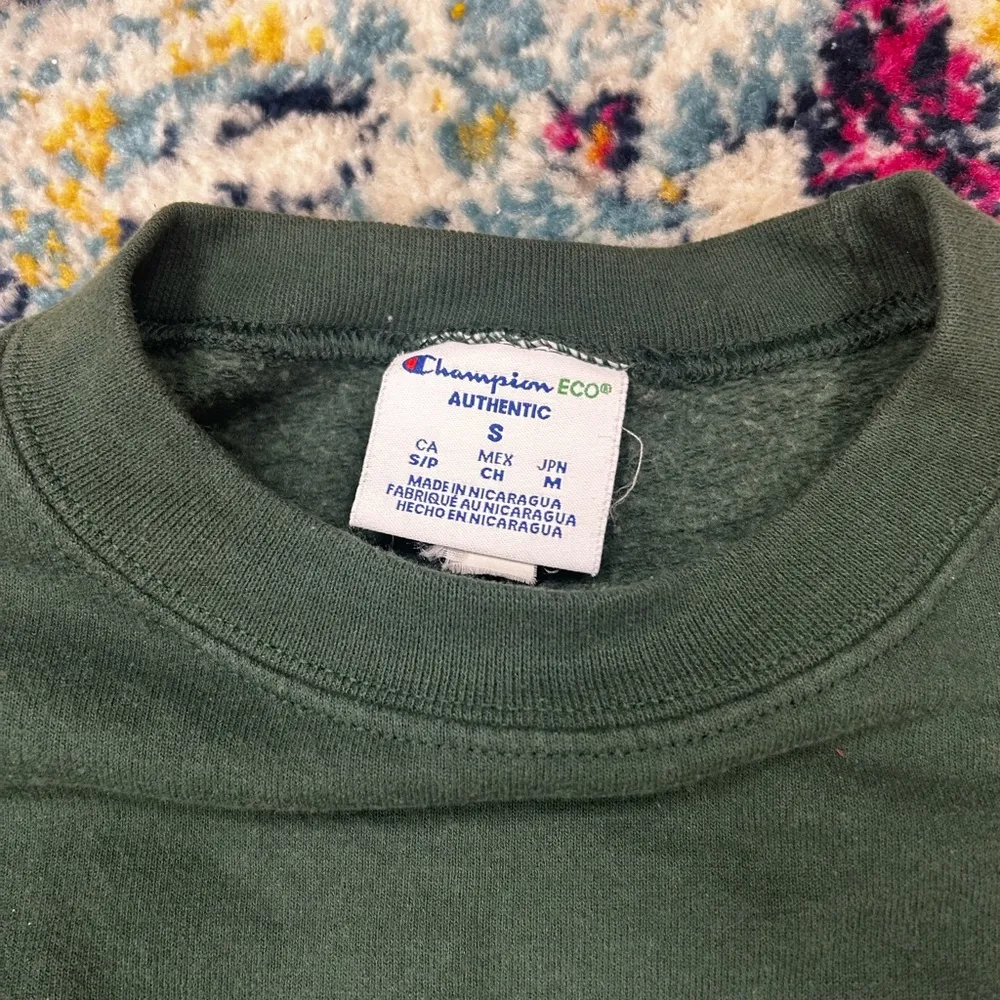 Champion ECO®
AUTHENTIC
S
CA MEX JPN
S/P CH M
MADE IN NICARAGUA
FABRIQUÉ AU NICARAGUA
HECHO EN NICARAGUA